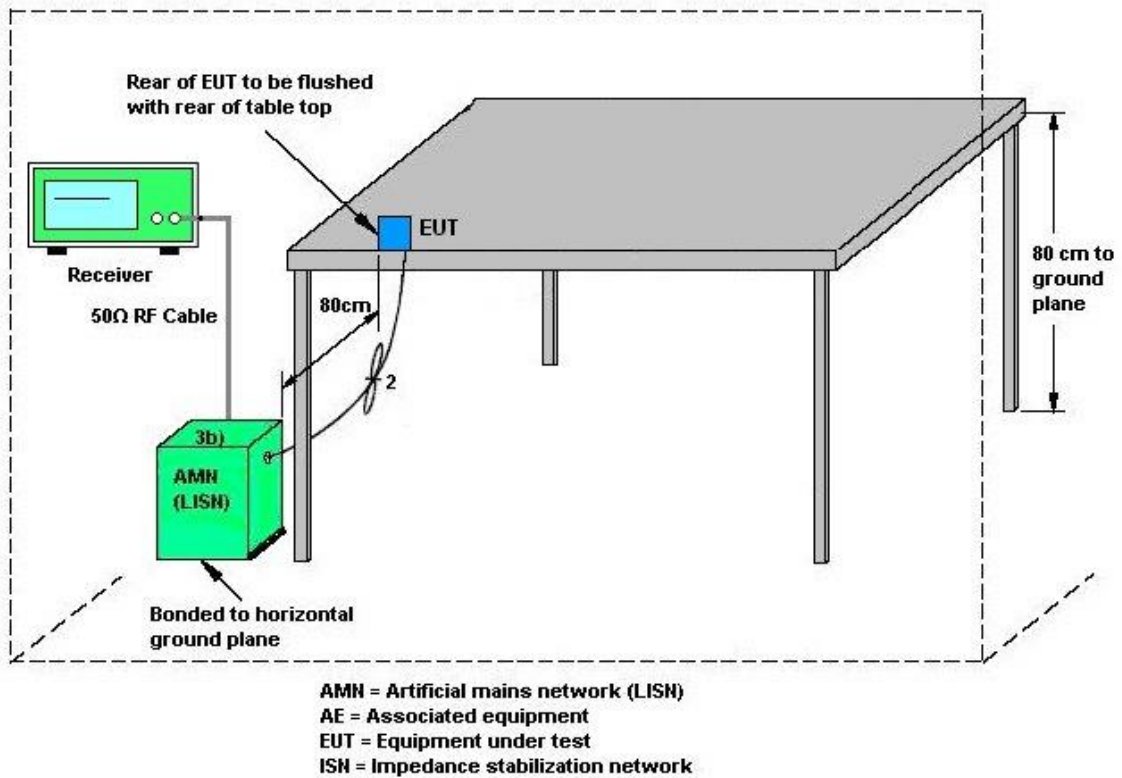 Rear of EUT to be flushed
with rear of table top
EUT
Receiver
50Ω RF Cable
80cm
80 cm to
ground
plane
2
3b)
AMN
(LISN)
Bonded to horizontal
ground plane
AMN = Artificial mains network (LISN)
AE = Associated equipment
EUT = Equipment under test
ISN = Impedance stabilization network